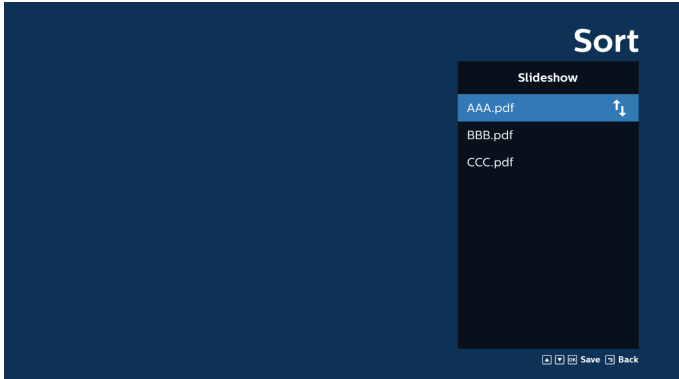 Sort
Slideshow
AAA.pdf
BBB.pdf
CCC.pdf
OK Save Back